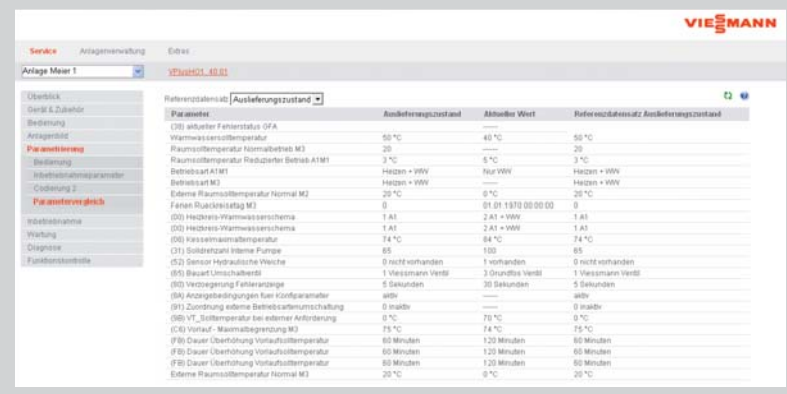 VIESMANN
Service Anlagenverwaltung Extras
Anlage Meier 1 VPlusHO1_40.01
Überblick
Gerät & Zubehör
Bedienung
Anlagenbild
Parametrierung
Bedienung
Inbetriebnahmeparameter
Codierung 2
Parametervergleich
Inbetriebnahme
Wartung
Diagnose
Funktionskontrolle
Referenzdatensatz Auslieferungszustand
Parameter Auslieferungszustand Aktueller Wert Referenzdatensatz Auslieferungszustand
(38) aktueller Fehlerstatus GFA ------
Warmwassersolltemperatur 50 °C 40 °C 50 °C
Raumsolltemperatur Normalbetrieb M3 20 ------ 20
Raumsolltemperatur Reduzierter Betrieb A1M1 3 °C 5 °C 3 °C
Betriebsart A1M1 Heizen + WW Nur WW Heizen + WW
Betriebsart M3 Heizen + WW ------ Heizen + WW
Externe Raumsolltemperatur Normal M2 20 °C 0 °C 20 °C
Ferien Rueckreisetag M3 0 01.01.1970 00:00:00 0
(00) Heizkreis-Warmwasserschema 1 A1 2 A1 + WW 1 A1
(00) Heizkreis-Warmwasserschema 1 A1 2 A1 + WW 1 A1
(06) Kesselmaximaltemperatur 74 °C 84 °C 74 °C
(31) Solldrehzahl Interne Pumpe 65 100 65
(52) Sensor Hydraulische Weiche 0 nicht vorhanden 1 vorhanden 0 nicht vorhanden
(65) Bauart Umschaltventil 1 Viessmann Ventil 3 Grundfos Ventil 1 Viessmann Ventil
(80) Verzoegerung Fehleranzeige 5 Sekunden 30 Sekunden 5 Sekunden
(8A) Anzeigebedingungen fuer Konfiparameter aktiv ------ aktiv
(91) Zuordnung externe Betriebsartenumschaltung 0 inaktiv ------ 0 inaktiv
(9B) VT_Solltemperatur bei externer Anforderung 0 °C 70 °C 0 °C
(C6) Vorlauf - Maximalbegrenzung M3 75 °C 74 °C 75 °C
(FB) Dauer Überhöhung Vorlaufsolltemperatur 60 Minuten 120 Minuten 60 Minuten
(FB) Dauer Überhöhung Vorlaufsolltemperatur 60 Minuten 120 Minuten 60 Minuten
(FB) Dauer Überhöhung Vorlaufsolltemperatur 60 Minuten 120 Minuten 60 Minuten
Externe Raumsolltemperatur Normal M3 20 °C 0 °C 20 °C